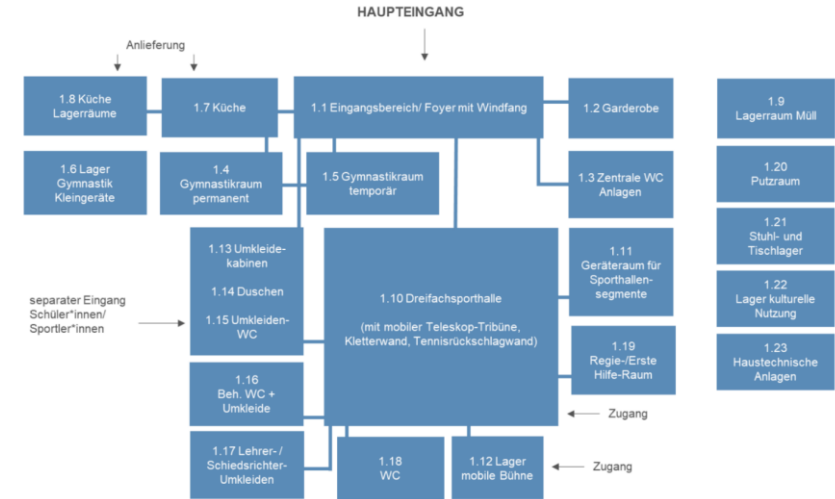 HAUPTEINGANG
Anlieferung
1.8 Küche
Lagerräume
1.7 Küche
1.1 Eingangsbereich/ Foyer mit Windfang
1.2 Garderobe
1.9
Lagerraum Müll
1.6 Lager
Gymnastik
Kleingeräte
1.4
Gymnastikraum
permanent
1.5 Gymnastikraum
temporär
1.3 Zentrale WC
Anlagen
1.20
Putzraum
1.13 Umkleide-
kabinen
1.14 Duschen
1.15 Umkleiden-
WC
separater Eingang
Schüler*innen/
Sportler*innen
1.10 Dreifachsporthalle
(mit mobiler Teleskop-Tribüne,
Kletterwand, Tennisrückschlagwand)
1.11
Geräteraum für
Sporthallen-
segmente
1.21
Stuhl- und
Tischlager
1.22
Lager kulturelle
Nutzung
1.19
Regie-/Erste
Hilfe-Raum
1.23
Haustechnische
Anlagen
1.16
Beh. WC +
Umkleide
Zugang
1.17 Lehrer- /
Schiedsrichter-
Umkleiden
1.18
WC
1.12 Lager
mobile Bühne
Zugang